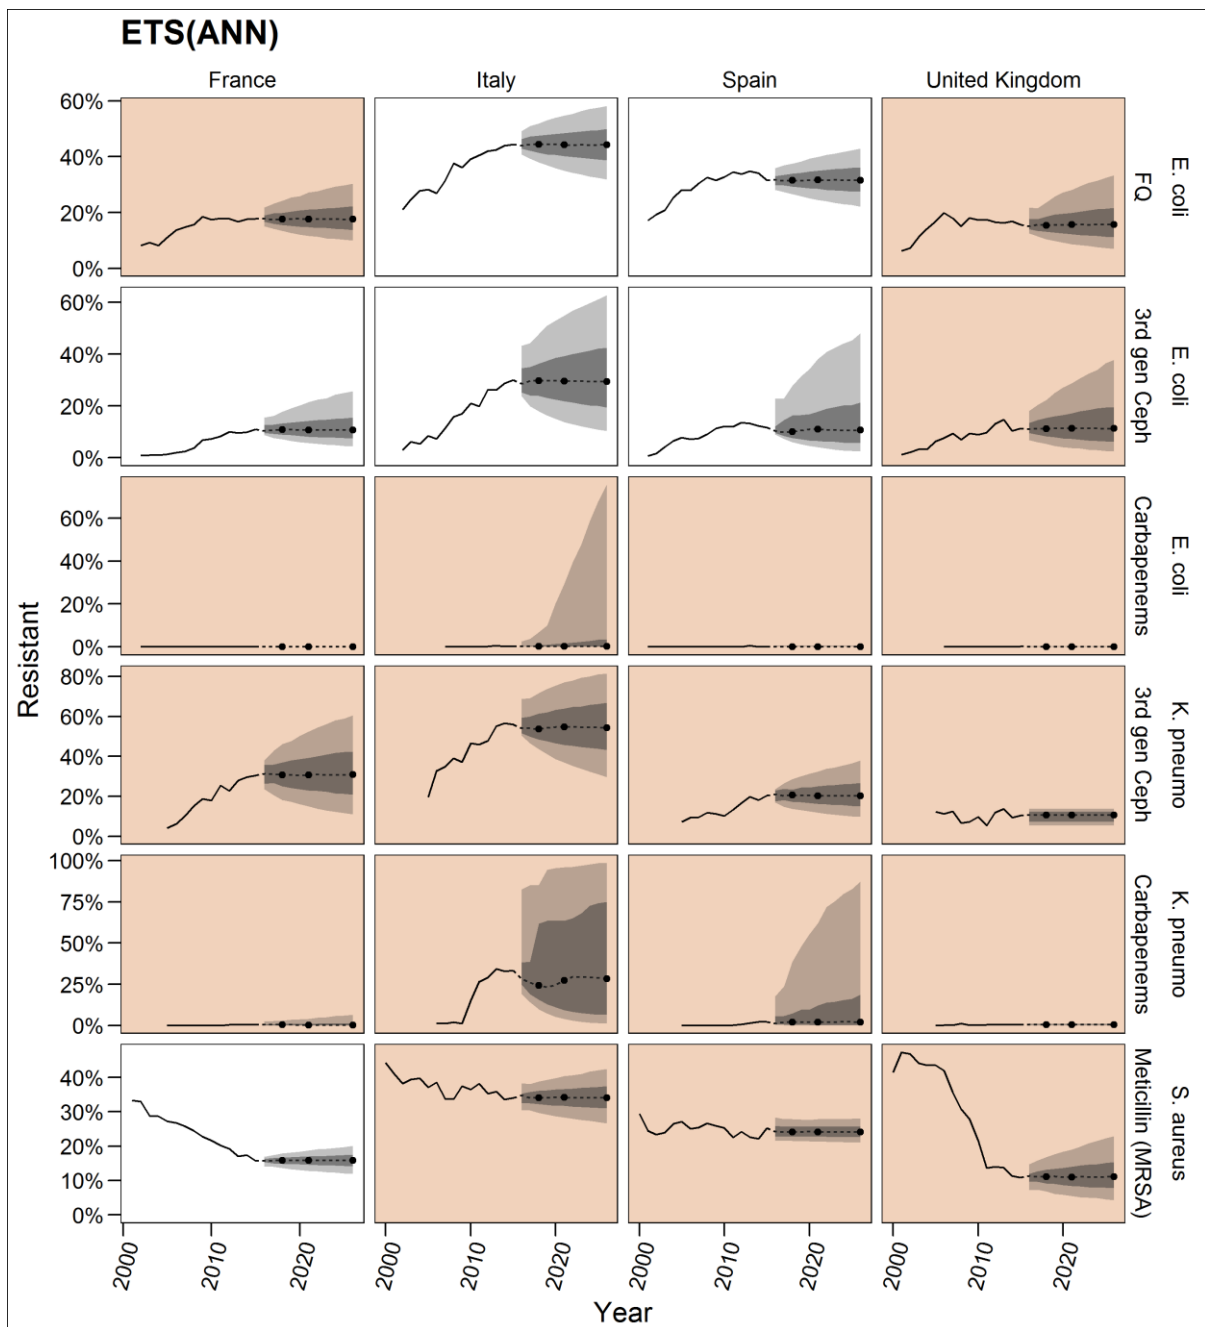 ETS(ANN)
France Italy Spain United Kingdom
60%
40%
20%
0%
E. coli
FQ
60%
40%
20%
0%
E. coli
3rd gen Ceph
60%
40%
20%
0%
E. coli
Carbapenems
80%
60%
40%
20%
0%
K. pneumo
3rd gen Ceph
100%
75%
50%
25%
0%
K. pneumo
Carbapenems
40%
30%
20%
10%
0%
S. aureus
Meticillin (MRSA)
Resistant
2000 2010 2020 2000 2010 2020 2000 2010 2020 2000 2010 2020
Year